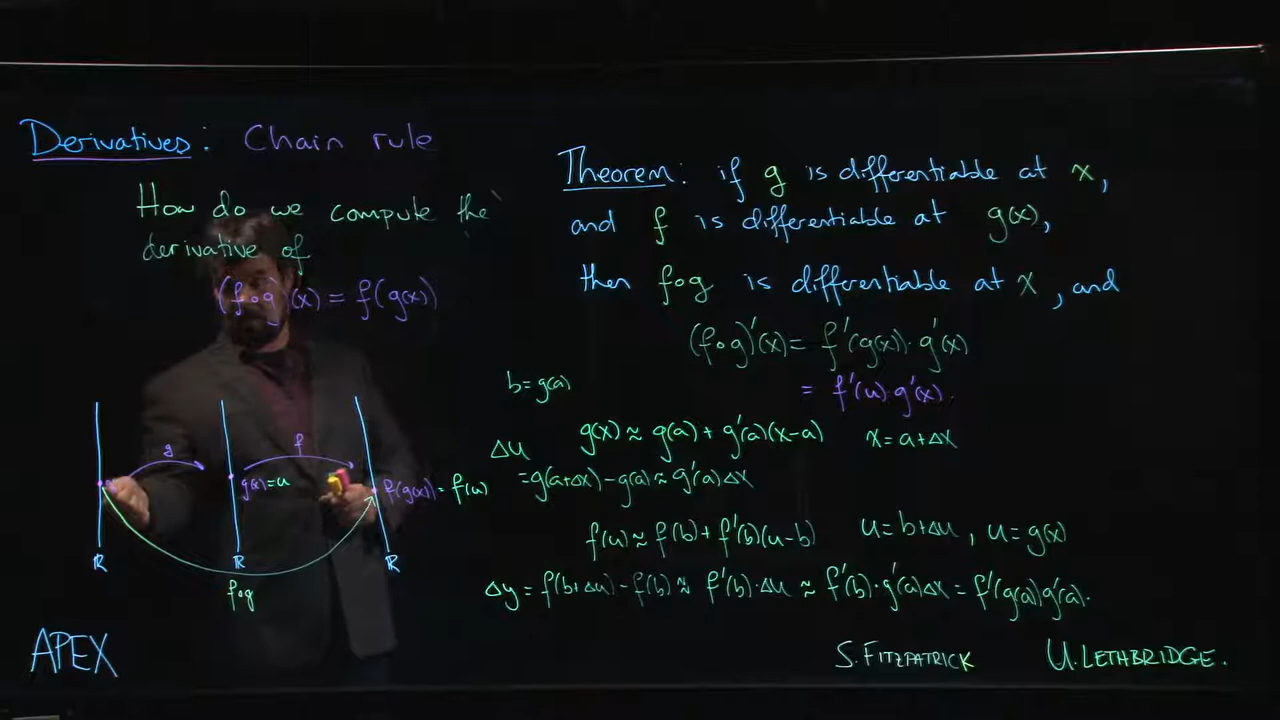 Derivatives: Chain rule
How do we compute the
derivative of
(f∘g)(x) = f(g(x))
g
f
g(x)=u
f(g(x)) = f(u)
ℝ
ℝ
ℝ
f∘g
APEX
Theorem: if g is differentiable at x,
and f is differentiable at g(x),
then f∘g is differentiable at x, and
(f∘g)'(x) = f'(g(x))·g'(x)
= f'(u)·g'(x).
b = g(a)
g(x) ≈ g(a) + g'(a)(x-a) x = a+Δx
Δu
= g(a+Δx) - g(a) ≈ g'(a)Δx
f(u) ≈ f(b) + f'(b)(u-b) u = b+Δu, u = g(x)
Δy = f(b+Δu) - f(b) ≈ f'(b)·Δu ≈ f'(b)·g'(a)Δx = f'(g(a))g'(a).
S. FITZPATRICK U. LETHBRIDGE.